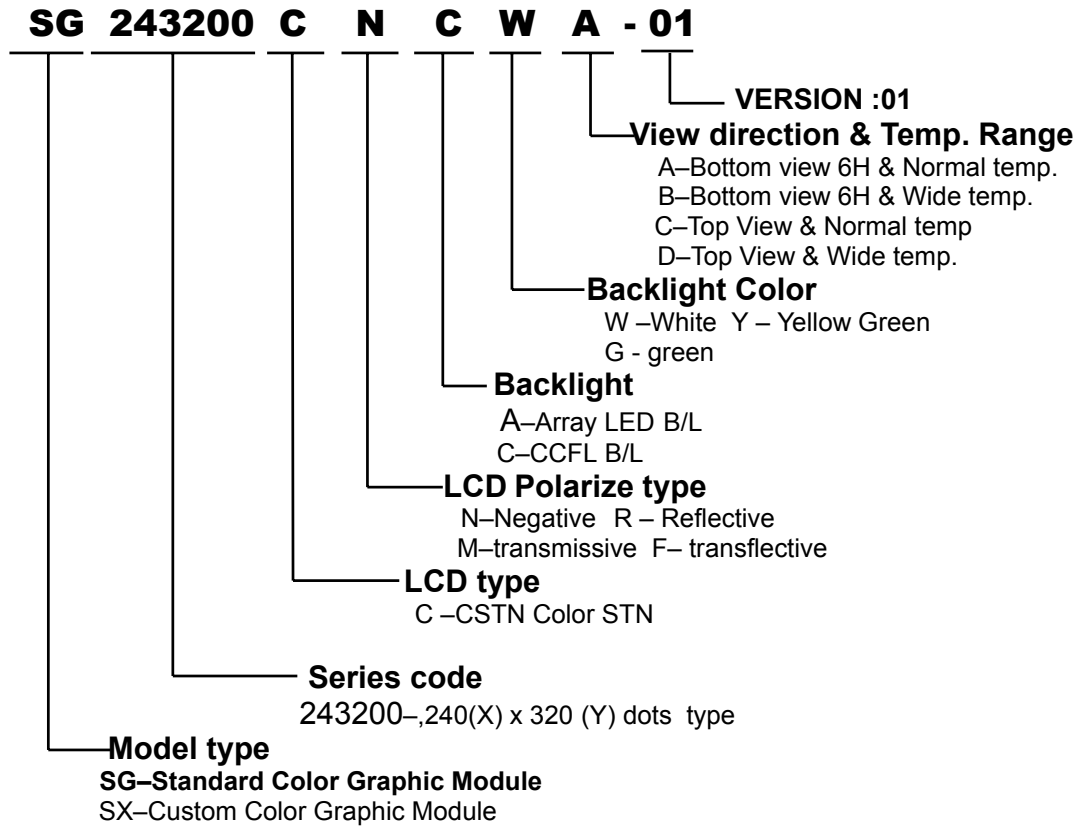 SG 243200 C N C W A - 01
VERSION :01
View direction & Temp. Range
A–Bottom view 6H & Normal temp.
B–Bottom view 6H & Wide temp.
C–Top View & Normal temp
D–Top View & Wide temp.
Backlight Color
W –White Y – Yellow Green
G - green
Backlight
A–Array LED B/L
C–CCFL B/L
LCD Polarize type
N–Negative R – Reflective
M–transmissive F– transflective
LCD type
C –CSTN Color STN
Series code
243200–,240(X) x 320 (Y) dots type
Model type
SG–Standard Color Graphic Module
SX–Custom Color Graphic Module